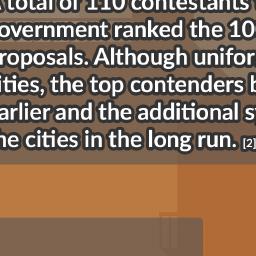 total of 110 contestants
overnment ranked the 10
roposals. Although unifor
ities, the top contenders b
arlier and the additional s
he cities in the long run. [2]